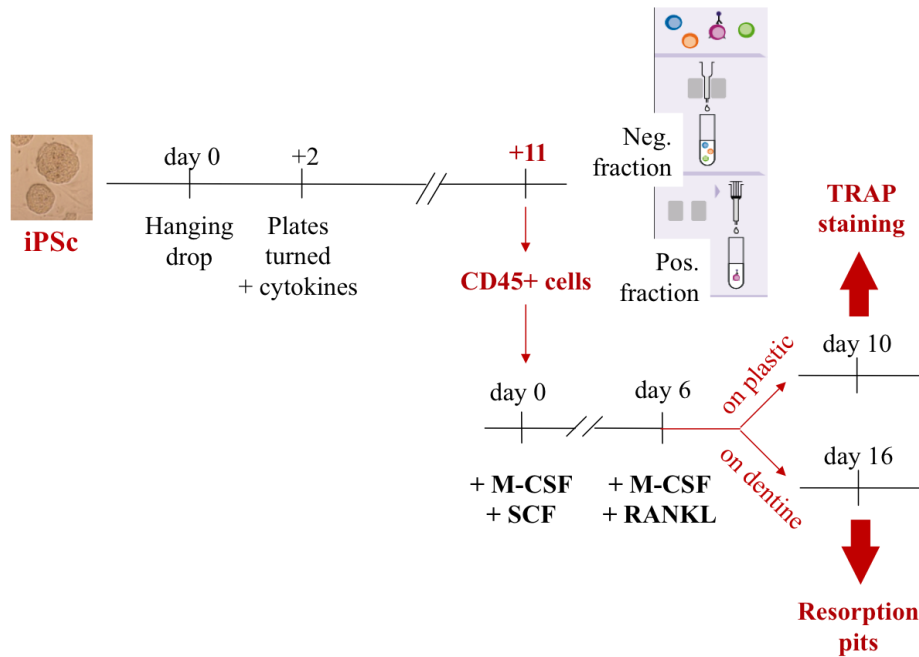 iPSc
day 0
+2
+11
Hanging
drop
Plates
turned
+ cytokines
CD45+ cells
Neg.
fraction
Pos.
fraction
TRAP
staining
day 0
day 6
+ M-CSF
+ SCF
+ M-CSF
+ RANKL
on plastic
on dentine
day 10
day 16
Resorption
pits